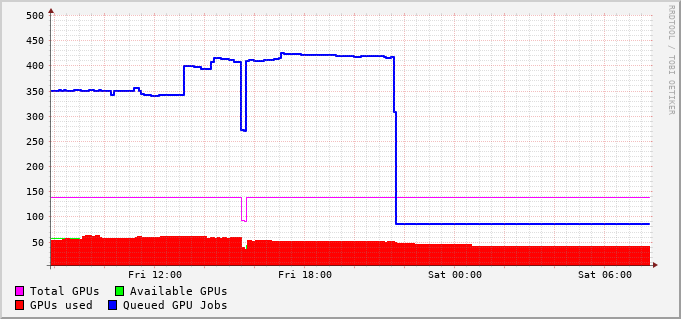 RRDTOOL / TOBI OETIKER
500
450
400
350
300
250
200
150
100
50
Fri 12:00 Fri 18:00 Sat 00:00 Sat 06:00
Total GPUs Available GPUs
GPUs used Queued GPU Jobs